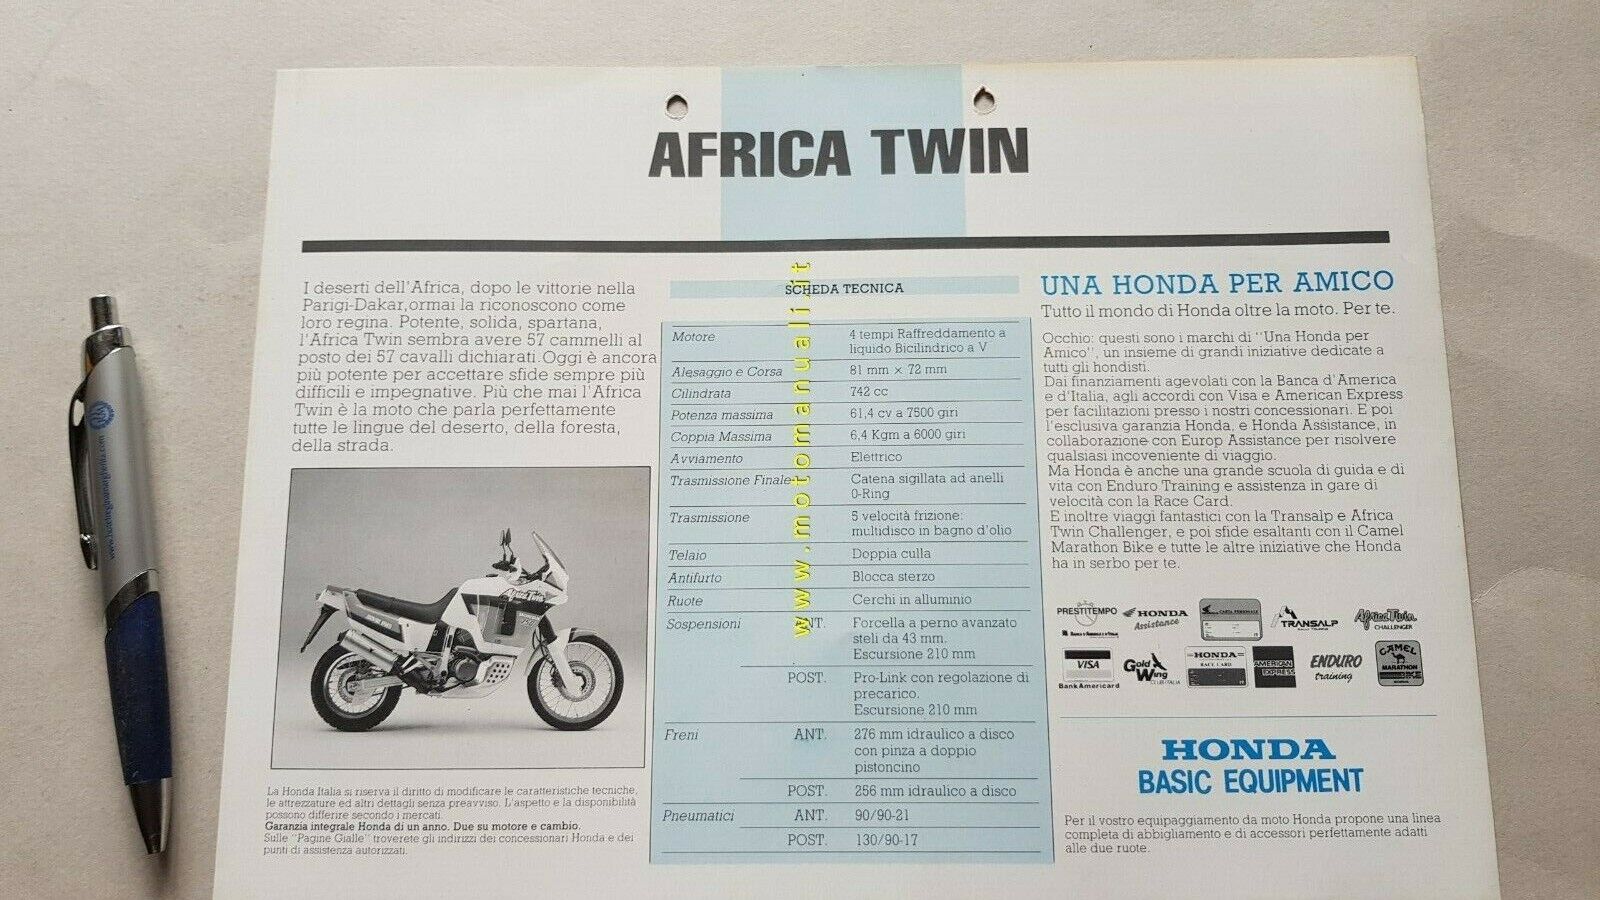 AFRICA TWIN
I deserti dell'Africa, dopo le vittorie nella
Parigi-Dakar, ormai la riconoscono come
loro regina. Potente, solida, spartana,
l'Africa Twin sembra avere 57 cammelli al
posto dei 57 cavalli dichiarati. Oggi è ancora
più potente per accettare sfide sempre più
difficili e impegnative. Più che mai l'Africa
Twin è la moto che parla perfettamente
tutte le lingue del deserto, della foresta,
della strada.
La Honda Italia si riserva il diritto di modificare le caratteristiche tecniche,
le attrezzature ed altri dettagli senza preavviso. L'aspetto e la disponibilità
possono differire secondo i mercati.
Garanzia integrale Honda di un anno. Due su motore e cambio.
Sulle "Pagine Gialle" troverete gli indirizzi dei concessionari Honda e dei
punti di assistenza autorizzati.
SCHEDA TECNICA
Motore 4 tempi Raffreddamento a
liquido Bicilindrico a V
Alesaggio e Corsa 81 mm × 72 mm
Cilindrata 742 cc
Potenza massima 61,4 cv a 7500 giri
Coppia Massima 6,4 Kgm a 6000 giri
Avviamento Elettrico
Trasmissione Finale Catena sigillata ad anelli
O-Ring
Trasmissione 5 velocità frizione:
multidisco in bagno d'olio
Telaio Doppia culla
Antifurto Blocca sterzo
Ruote Cerchi in alluminio
Sospensioni ANT. Forcella a perno avanzato
steli da 43 mm.
Escursione 210 mm
POST. Pro-Link con regolazione di
precarico.
Escursione 210 mm
Freni ANT. 276 mm idraulico a disco
con pinza a doppio
pistoncino
POST. 256 mm idraulico a disco
Pneumatici ANT. 90/90-21
POST. 130/90-17
www.motomanuali.it
UNA HONDA PER AMICO
Tutto il mondo di Honda oltre la moto. Per te.
Occhio: questi sono i marchi di "Una Honda per
Amico", un insieme di grandi iniziative dedicate a
tutti gli hondisti.
Dai finanziamenti agevolati con la Banca d'America
e d'Italia, agli accordi con Visa e American Express
per facilitazioni presso i nostri concessionari. E poi
l'esclusiva garanzia Honda, e Honda Assistance, in
collaborazione con Europ Assistance per risolvere
qualsiasi incoveniente di viaggio.
Ma Honda è anche una grande scuola di guida e di
vita con Enduro Training e assistenza in gare di
velocità con la Race Card.
E inoltre viaggi fantastici con la Transalp e Africa
Twin Challenger, e poi sfide esaltanti con il Camel
Marathon Bike e tutte le altre iniziative che Honda
ha in serbo per te.
PRESTITEMPO
BANCA D'AMERICA E D'ITALIA
HONDA
Assistance
CARTA PERSONALE
TRANSALP
Africa Twin
CHALLENGER
VISA
BankAmericard
Gold
Wing
CLUB ITALIA
HONDA
RACE CARD
AMERICAN
EXPRESS
ENDURO
training
CAMEL
MARATHON
BIKE
HONDA
BASIC EQUIPMENT
Per il vostro equipaggiamento da moto Honda propone una linea
completa di abbigliamento e di accessori perfettamente adatti
alle due ruote.
Africa Twin